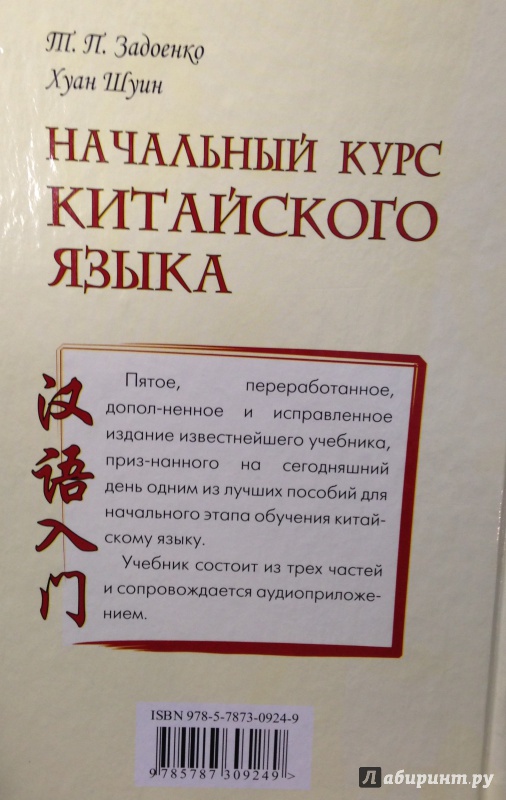 Т. П. Задоенко
Хуан Шуин
НАЧАЛЬНЫЙ КУРС
КИТАЙСКОГО
ЯЗЫКА
汉语入门
Пятое, переработанное,
допол-ненное и исправленное
издание известнейшего учебника,
приз-нанного на сегодняшний
день одним из лучших пособий для
начального этапа обучения китай-
скому языку.
Учебник состоит из трех частей
и сопровождается аудиоприложе-
нием.
ISBN 978-5-7873-0924-9
9 785787 309249 >
Лабиринт.ру